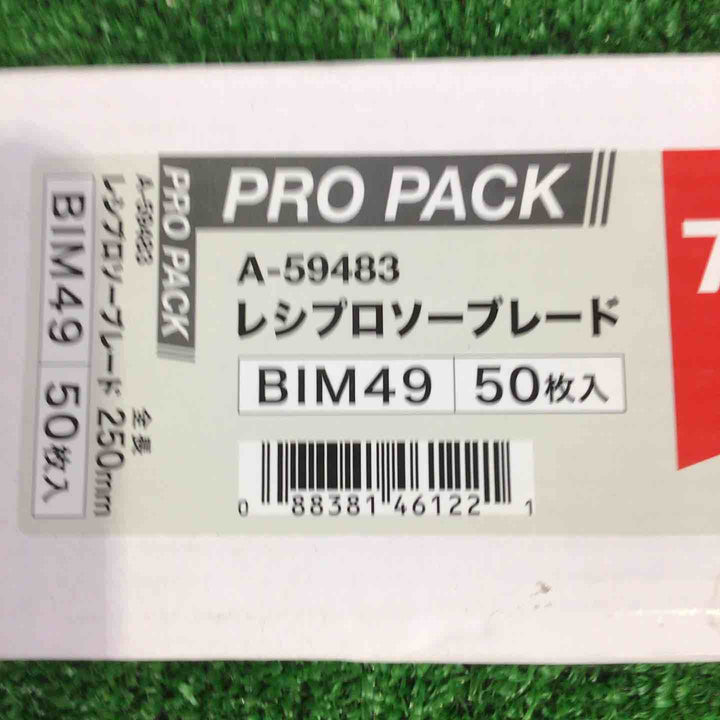 PRO PACK
A-59483
レシプロソーブレード
BIM49 50枚入
0 88381 46122 1
PRO PACK
A-59483
レシプロソーブレード 全長 250mm
BIM49 50枚入
7